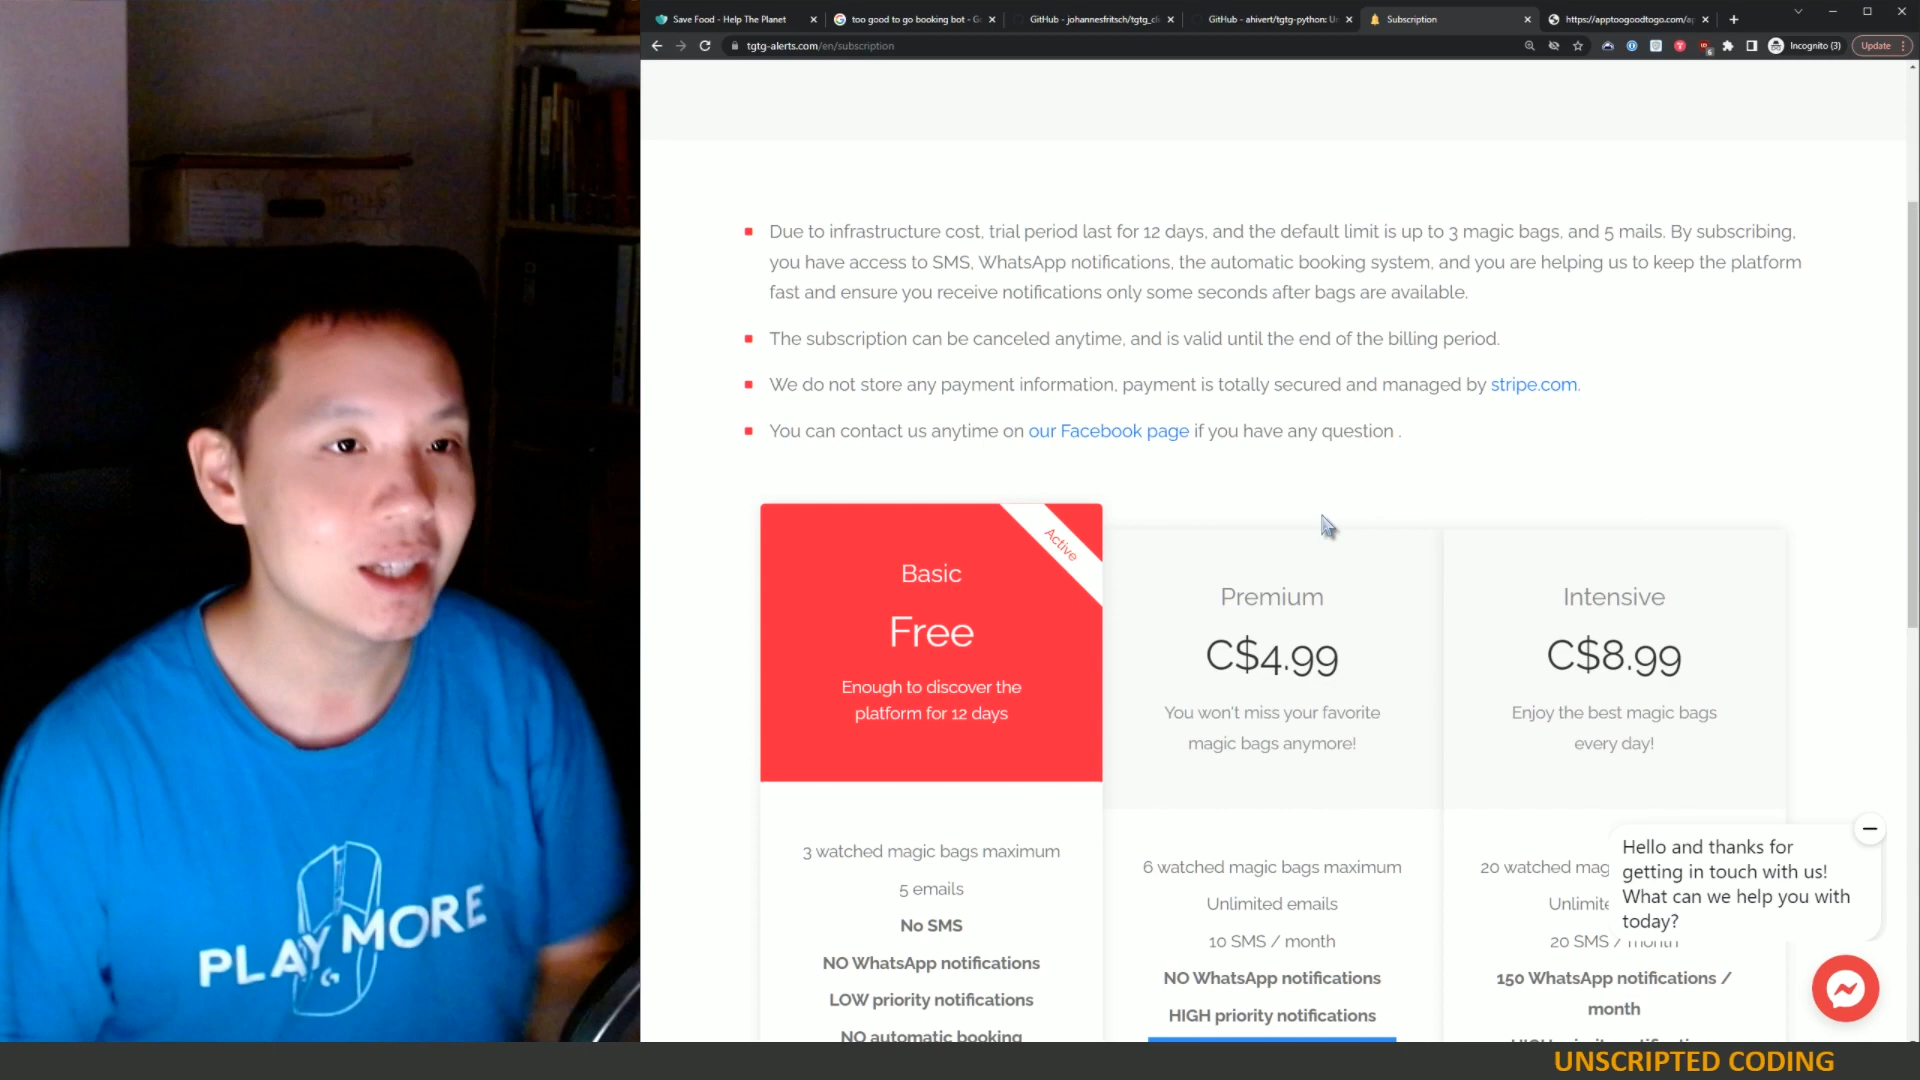 Save Food - Help The Planet
too good to go booking bot - G
GitHub - johannesfritsch/tgtg_cl
GitHub - ahivert/tgtg-python: Ur
Subscription
https://apptoogoodtogo.com/ap
tgtg-alerts.com/en/subscription
Incognito (3)
Update
Due to infrastructure cost, trial period last for 12 days, and the default limit is up to 3 magic bags, and 5 mails. By subscribing,
you have access to SMS, WhatsApp notifications, the automatic booking system, and you are helping us to keep the platform
fast and ensure you receive notifications only some seconds after bags are available.
The subscription can be canceled anytime, and is valid until the end of the billing period.
We do not store any payment information, payment is totally secured and managed by stripe.com.
You can contact us anytime on our Facebook page if you have any question .
Active
Basic
Free
Enough to discover the
platform for 12 days
3 watched magic bags maximum
5 emails
No SMS
NO WhatsApp notifications
LOW priority notifications
NO automatic booking
Premium
C$4.99
You won't miss your favorite
magic bags anymore!
6 watched magic bags maximum
Unlimited emails
10 SMS / month
NO WhatsApp notifications
HIGH priority notifications
Intensive
C$8.99
Enjoy the best magic bags
every day!
20 watched mag
Unlimite
20 SMS / month
150 WhatsApp notifications /
month
Hello and thanks for
getting in touch with us!
What can we help you with
today?
PLAY MORE
UNSCRIPTED CODING